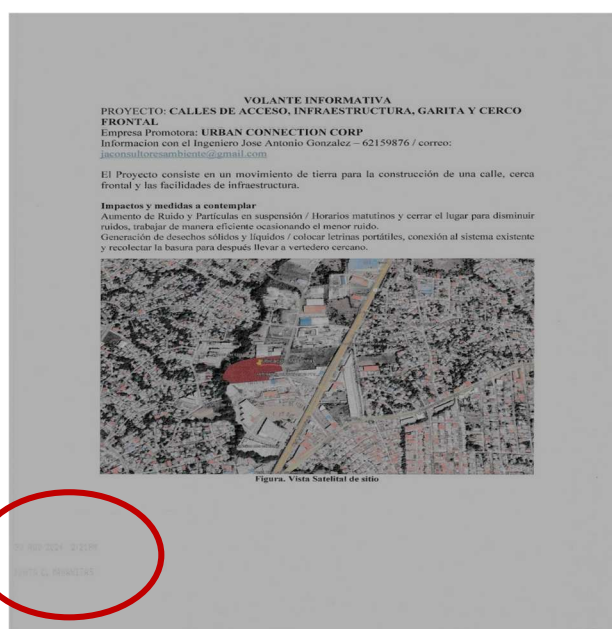 VOLANTE INFORMATIVA
PROYECTO: CALLES DE ACCESO, INFRAESTRUCTURA, GARITA Y CERCO
FRONTAL
Empresa Promotora: URBAN CONNECTION CORP
Informacion con el Ingeniero Jose Antonio Gonzalez – 62159876 / correo:
jaconsultoresambiente@gmail.com
El Proyecto consiste en un movimiento de tierra para la construcción de una calle, cerca
frontal y las facilidades de infraestructura.
Impactos y medidas a contemplar
Aumento de Ruido y Partículas en suspensión / Horarios matutinos y cerrar el lugar para disminuir
ruidos, trabajar de manera eficiente ocasionando el menor ruido.
Generación de desechos sólidos y líquidos / colocar letrinas portátiles, conexión al sistema existente
y recolectar la basura para después llevar a vertedero cercano.
Figura. Vista Satelital de sitio